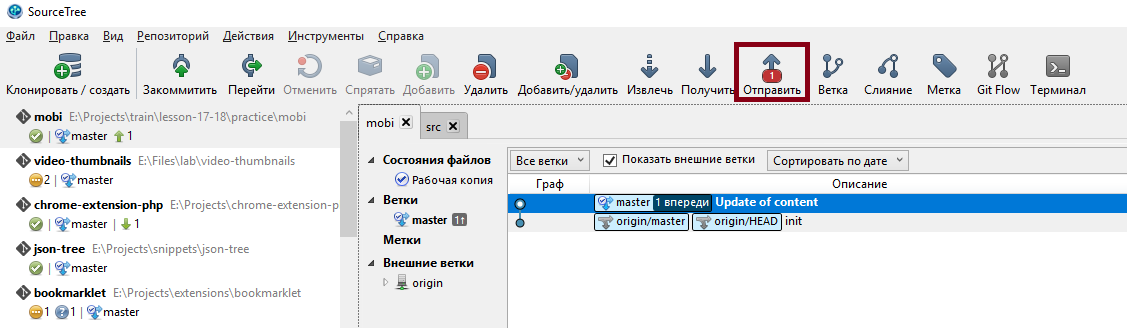 SourceTree
Файл Правка Вид Репозиторий Действия Инструменты Справка
1
Клонировать / создать Закоммитить Перейти Отменить Спрятать Добавить Удалить Добавить/удалить Извлечь Получить Отправить Ветка Слияние Метка Git Flow Терминал
mobi E:\Projects\train\lesson-17-18\practice\mobi
master 1
video-thumbnails E:\Files\lab\video-thumbnails
2 master
chrome-extension-php E:\Projects\chrome-extension-p
master 1
json-tree E:\Projects\snippets\json-tree
master
bookmarklet E:\Projects\extensions\bookmarklet
1 ? 1 master
mobi src
Состояния файлов
Рабочая копия
Ветки
master 1↑
Метки
Внешние ветки
origin
Все ветки Показать внешние ветки Сортировать по дате
Граф Описание
master 1 впереди Update of content
origin/master origin/HEAD init